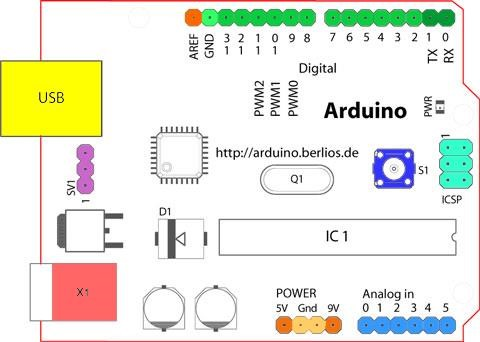 AREF
GND
13
12
11
10
9
8
7
6
5
4
3
2
TX 1
RX 0
Digital
PWM2
PWM1
PWM0
Arduino
PWR
USB
http://arduino.berlios.de
1
ICSP
S1
Q1
SV1
1
D1
IC 1
X1
POWER
5V Gnd 9V
Analog in
0 1 2 3 4 5